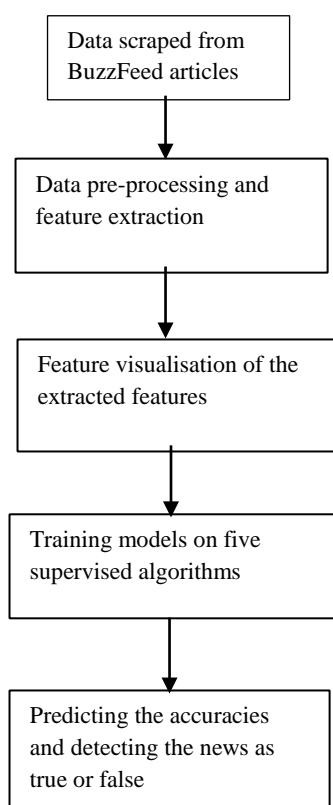 Data scraped from
BuzzFeed articles
Data pre-processing and
feature extraction
Feature visualisation of the
extracted features
Training models on five
supervised algorithms
Predicting the accuracies
and detecting the news as
true or false